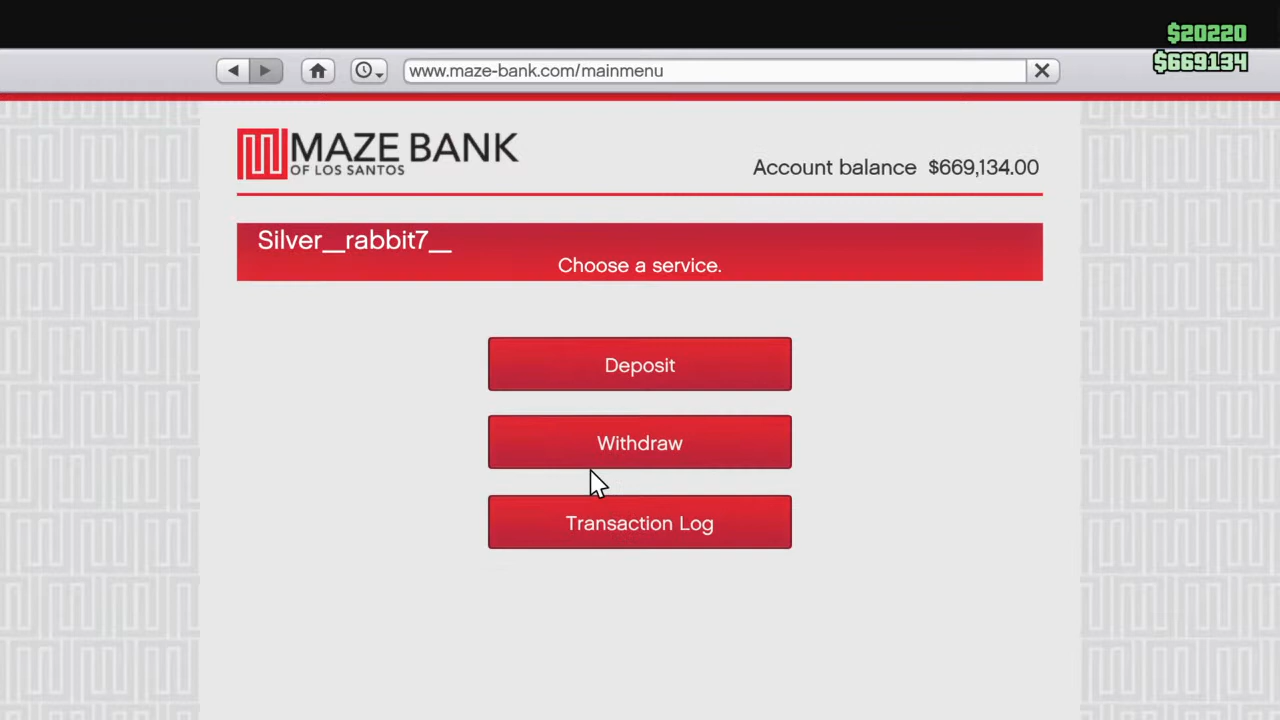 $20220
$669134
www.maze-bank.com/mainmenu
MAZE BANK
OF LOS SANTOS
Account balance $669,134.00
Silver__rabbit7__
Choose a service.
Deposit
Withdraw
Transaction Log